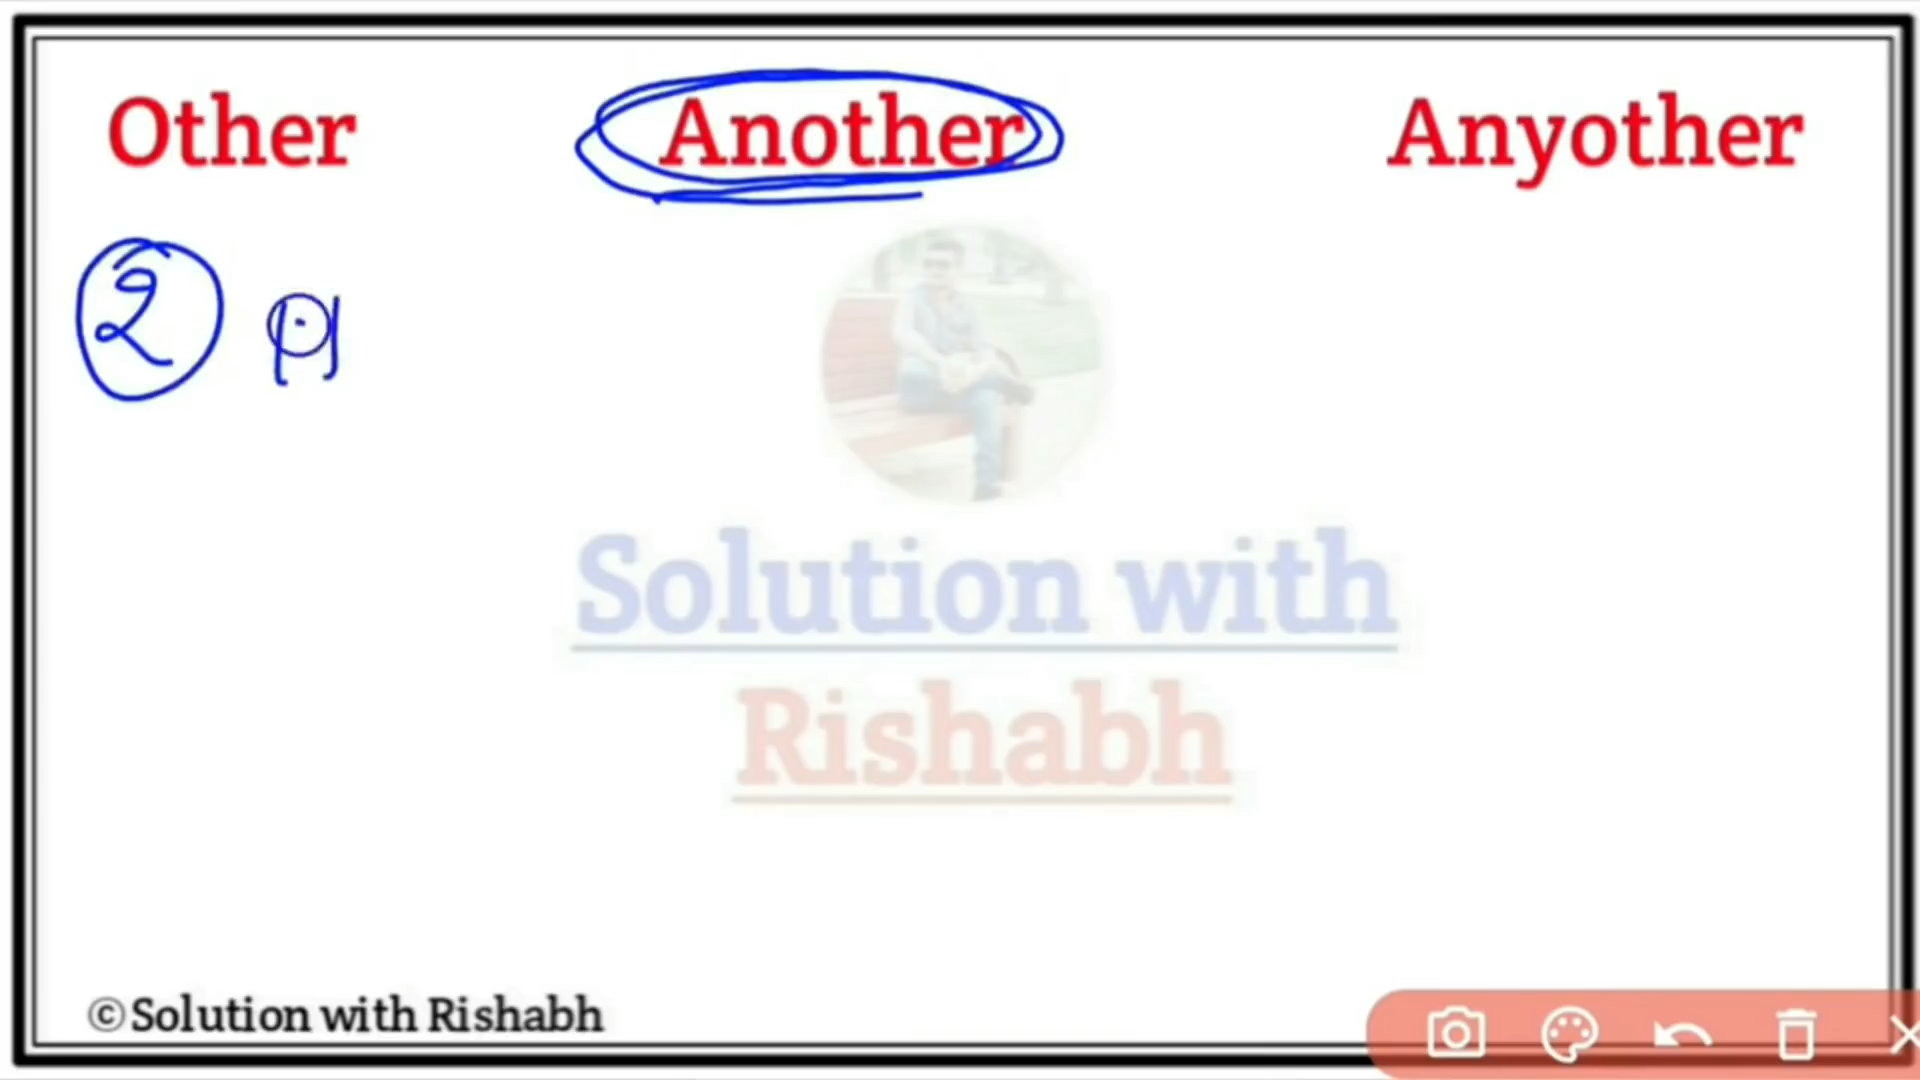 Other Another Anyother
2
Solution with
Rishabh
©Solution with Rishabh